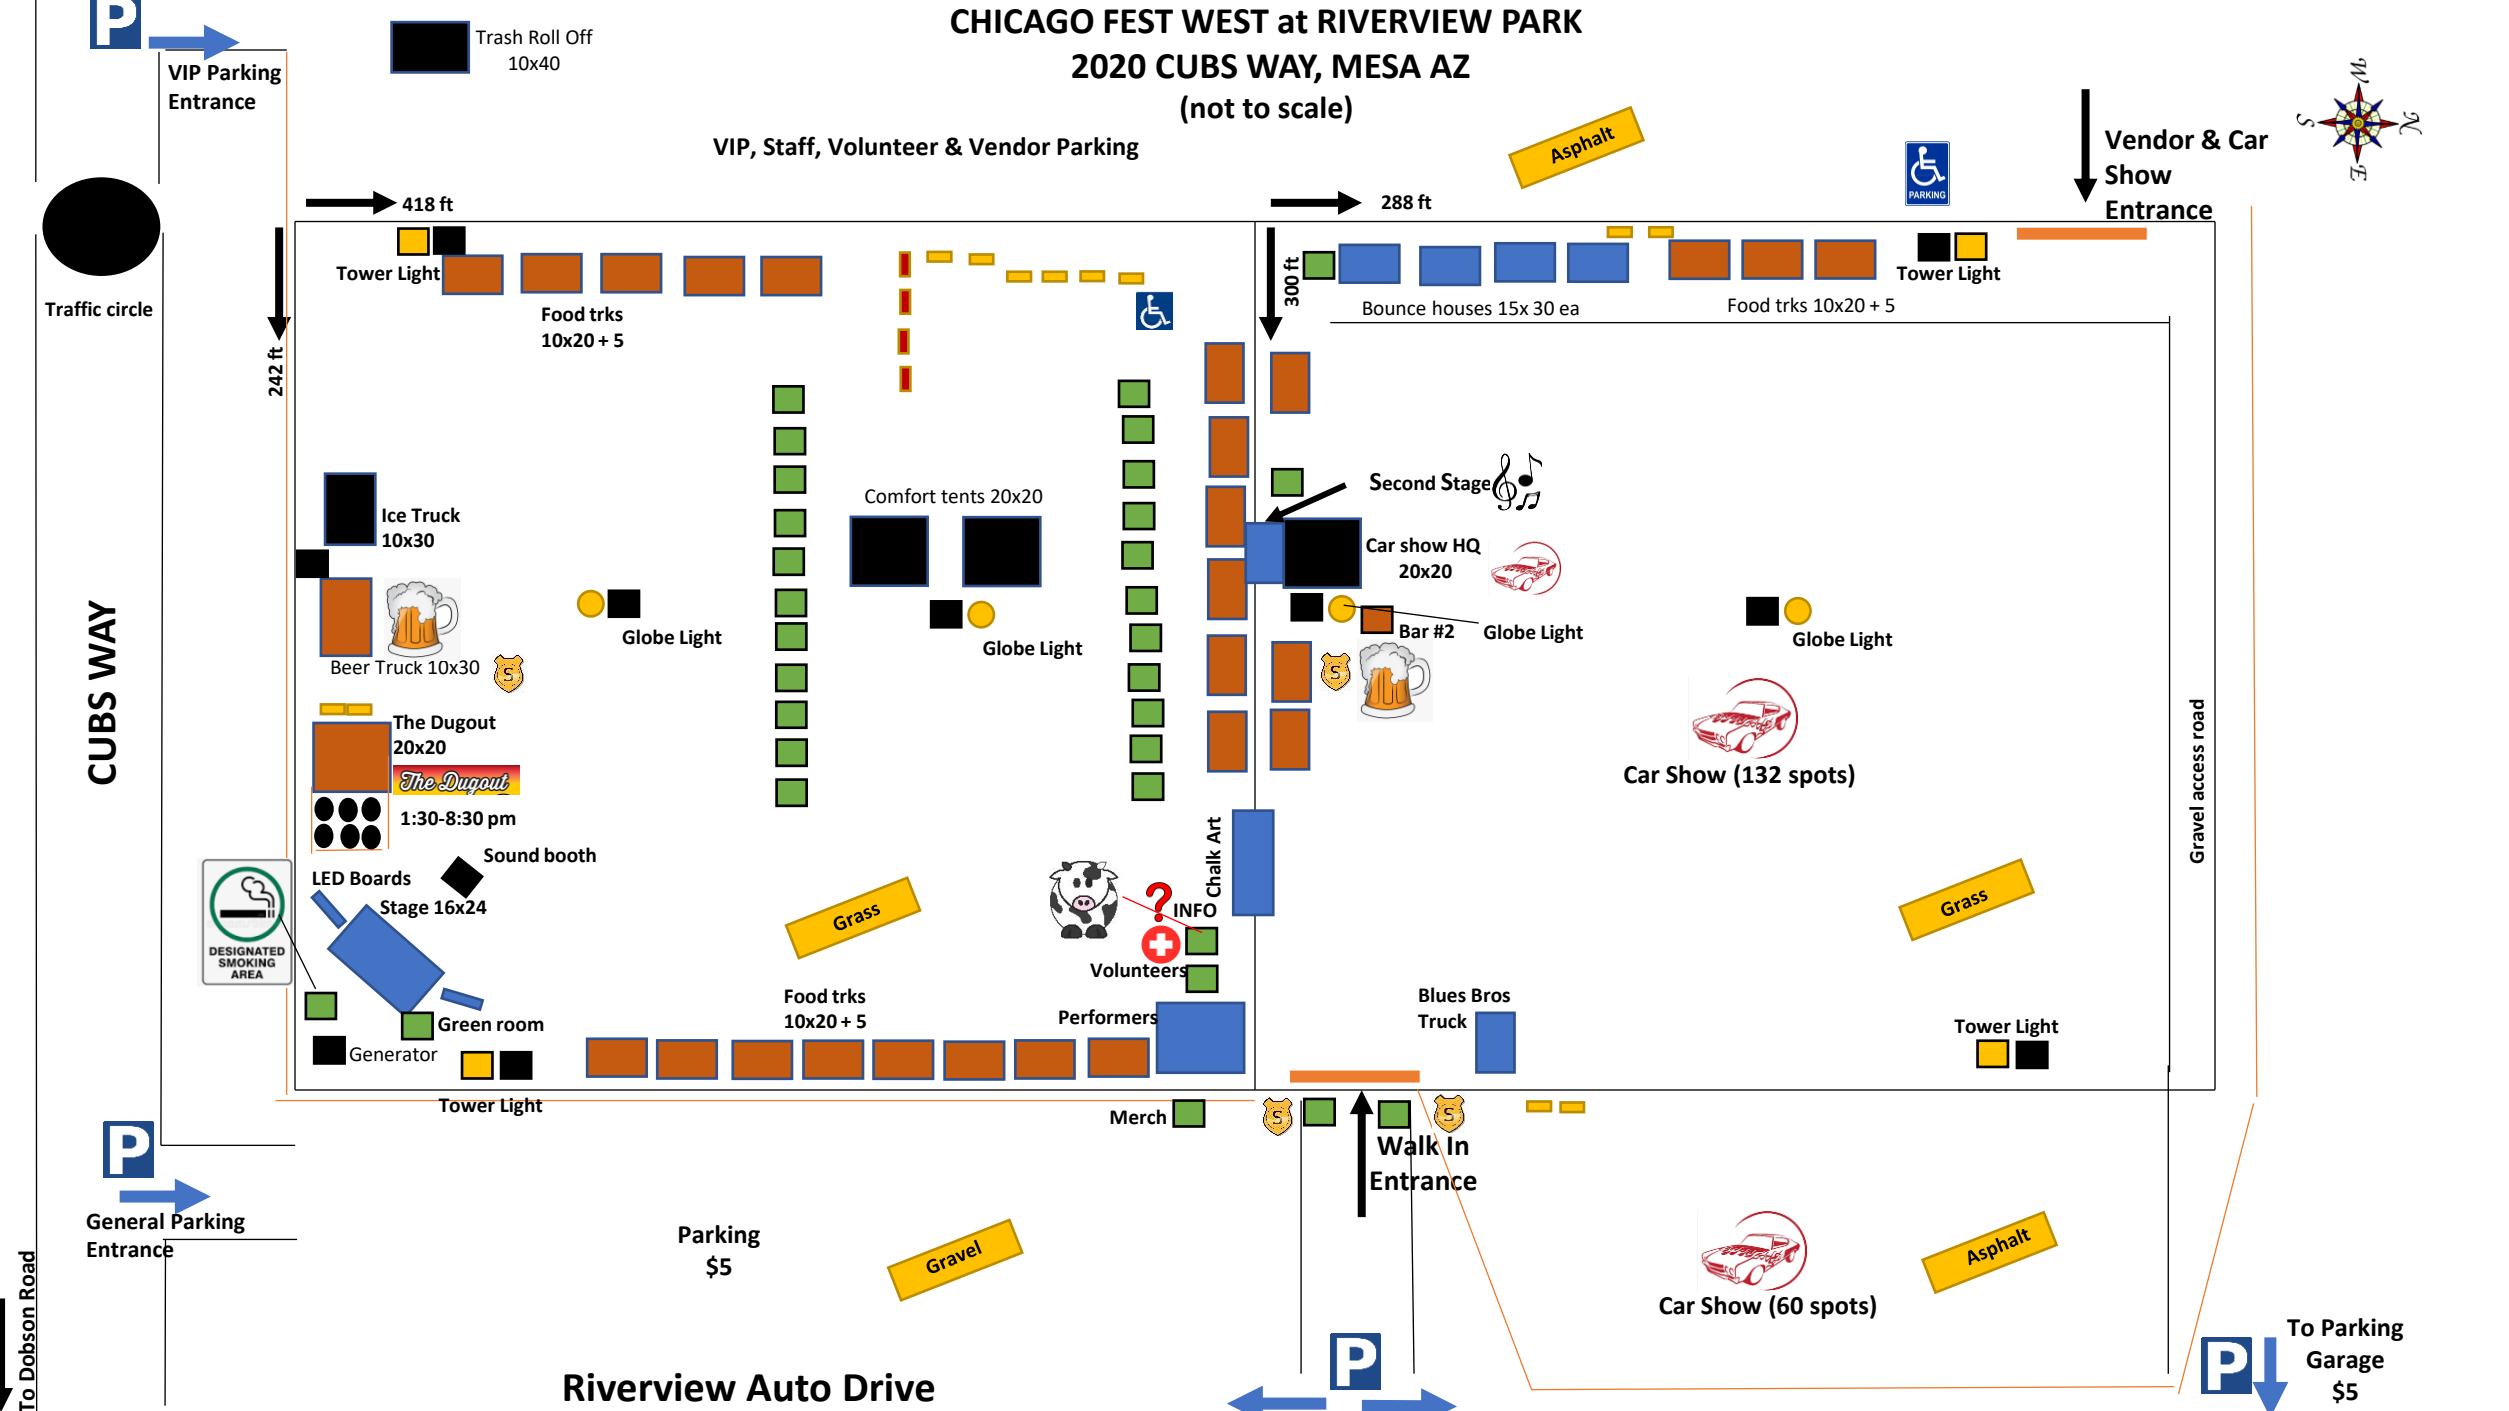 CHICAGO FEST WEST at RIVERVIEW PARK
2020 CUBS WAY, MESA AZ
(not to scale)
P
VIP Parking
Entrance
Trash Roll Off
10x40
VIP, Staff, Volunteer & Vendor Parking
Asphalt
PARKING
Vendor & Car
Show
Entrance
W
N
S
E
Traffic circle
418 ft
242 ft
288 ft
300 ft
Tower Light
Food trks
10x20 + 5
Bounce houses 15x 30 ea
Food trks 10x20 + 5
Tower Light
Comfort tents 20x20
Second Stage
Ice Truck
10x30
Car show HQ
20x20
Beer Truck 10x30
S
Globe Light
Globe Light
Bar #2
Globe Light
Globe Light
S
CUBS WAY
The Dugout
20x20
The Dugout
1:30-8:30 pm
Car Show (132 spots)
Gravel access road
Sound booth
LED Boards
Stage 16x24
DESIGNATED
SMOKING
AREA
Grass
Chalk Art
?
INFO
Volunteers
Grass
Green room
Generator
Food trks
10x20 + 5
Performers
Blues Bros
Truck
Tower Light
Tower Light
Merch
S
S
Walk In
Entrance
P
General Parking
Entrance
Parking
$5
Gravel
Asphalt
Car Show (60 spots)
To Dobson Road
Riverview Auto Drive
P
P
To Parking
Garage
$5